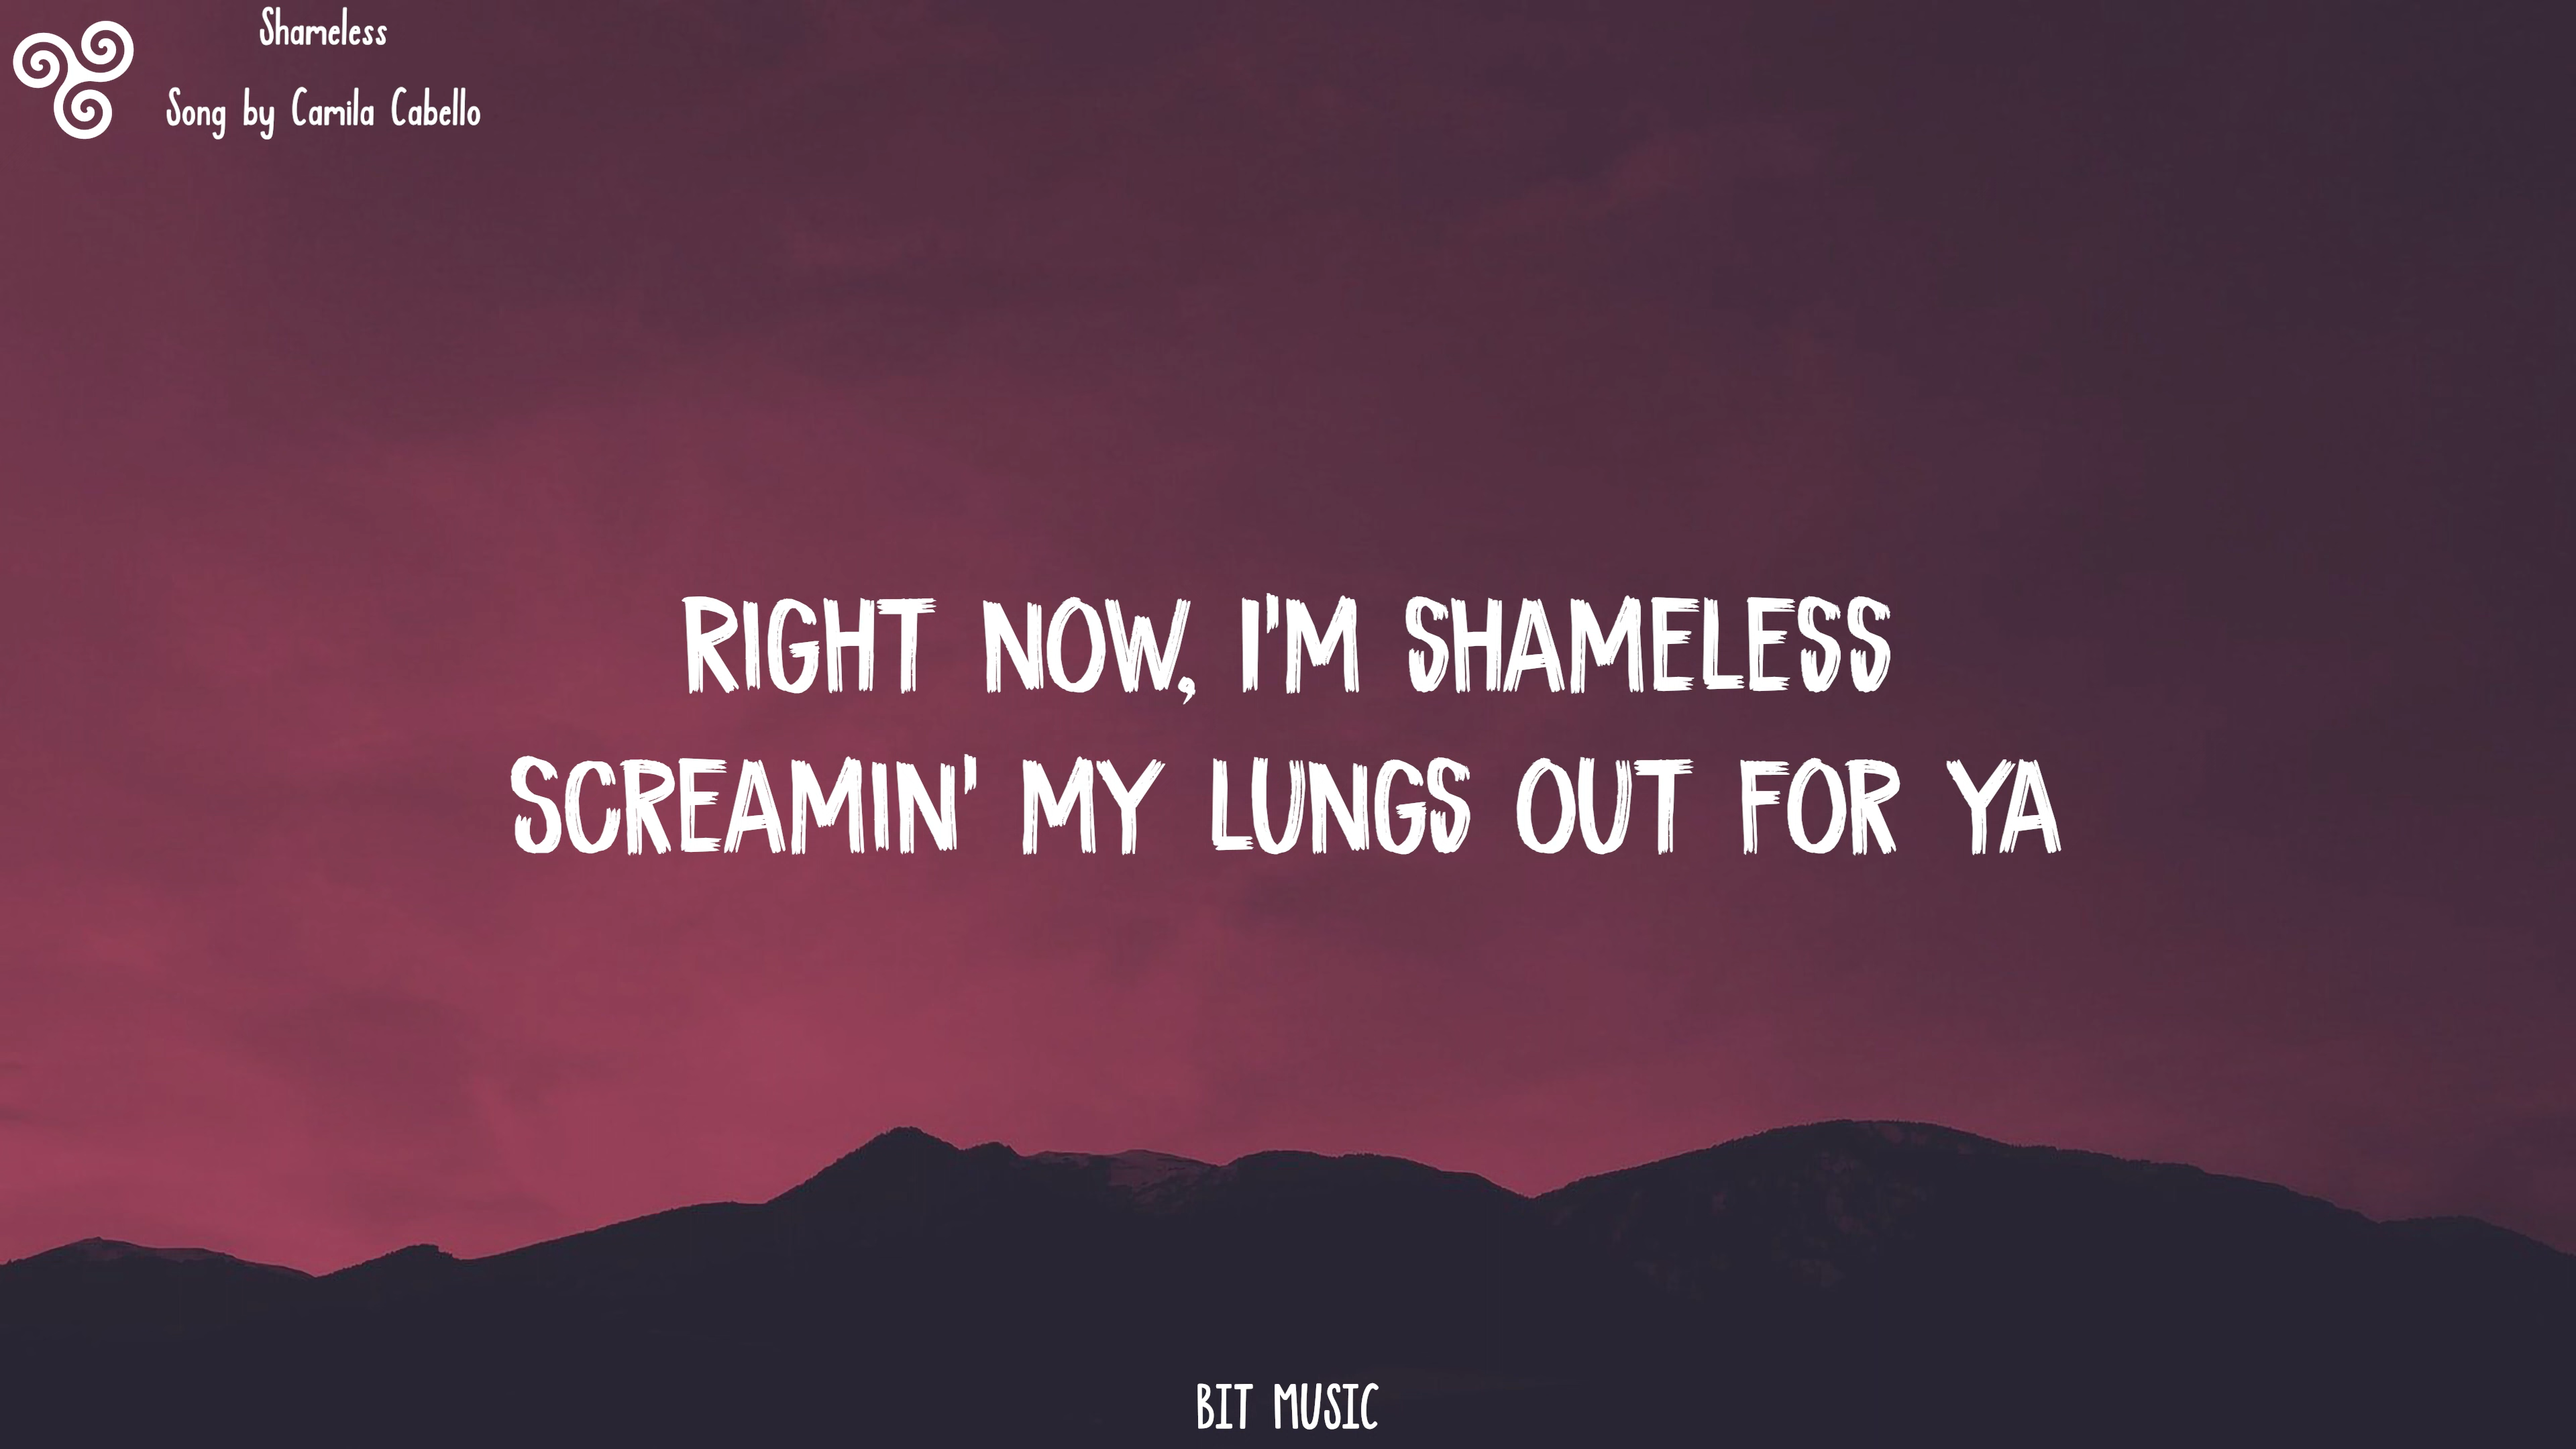 Shameless
Song by Camila Cabello
RIGHT NOW, I'M SHAMELESS
SCREAMIN' MY LUNGS OUT FOR YA
BIT MUSIC